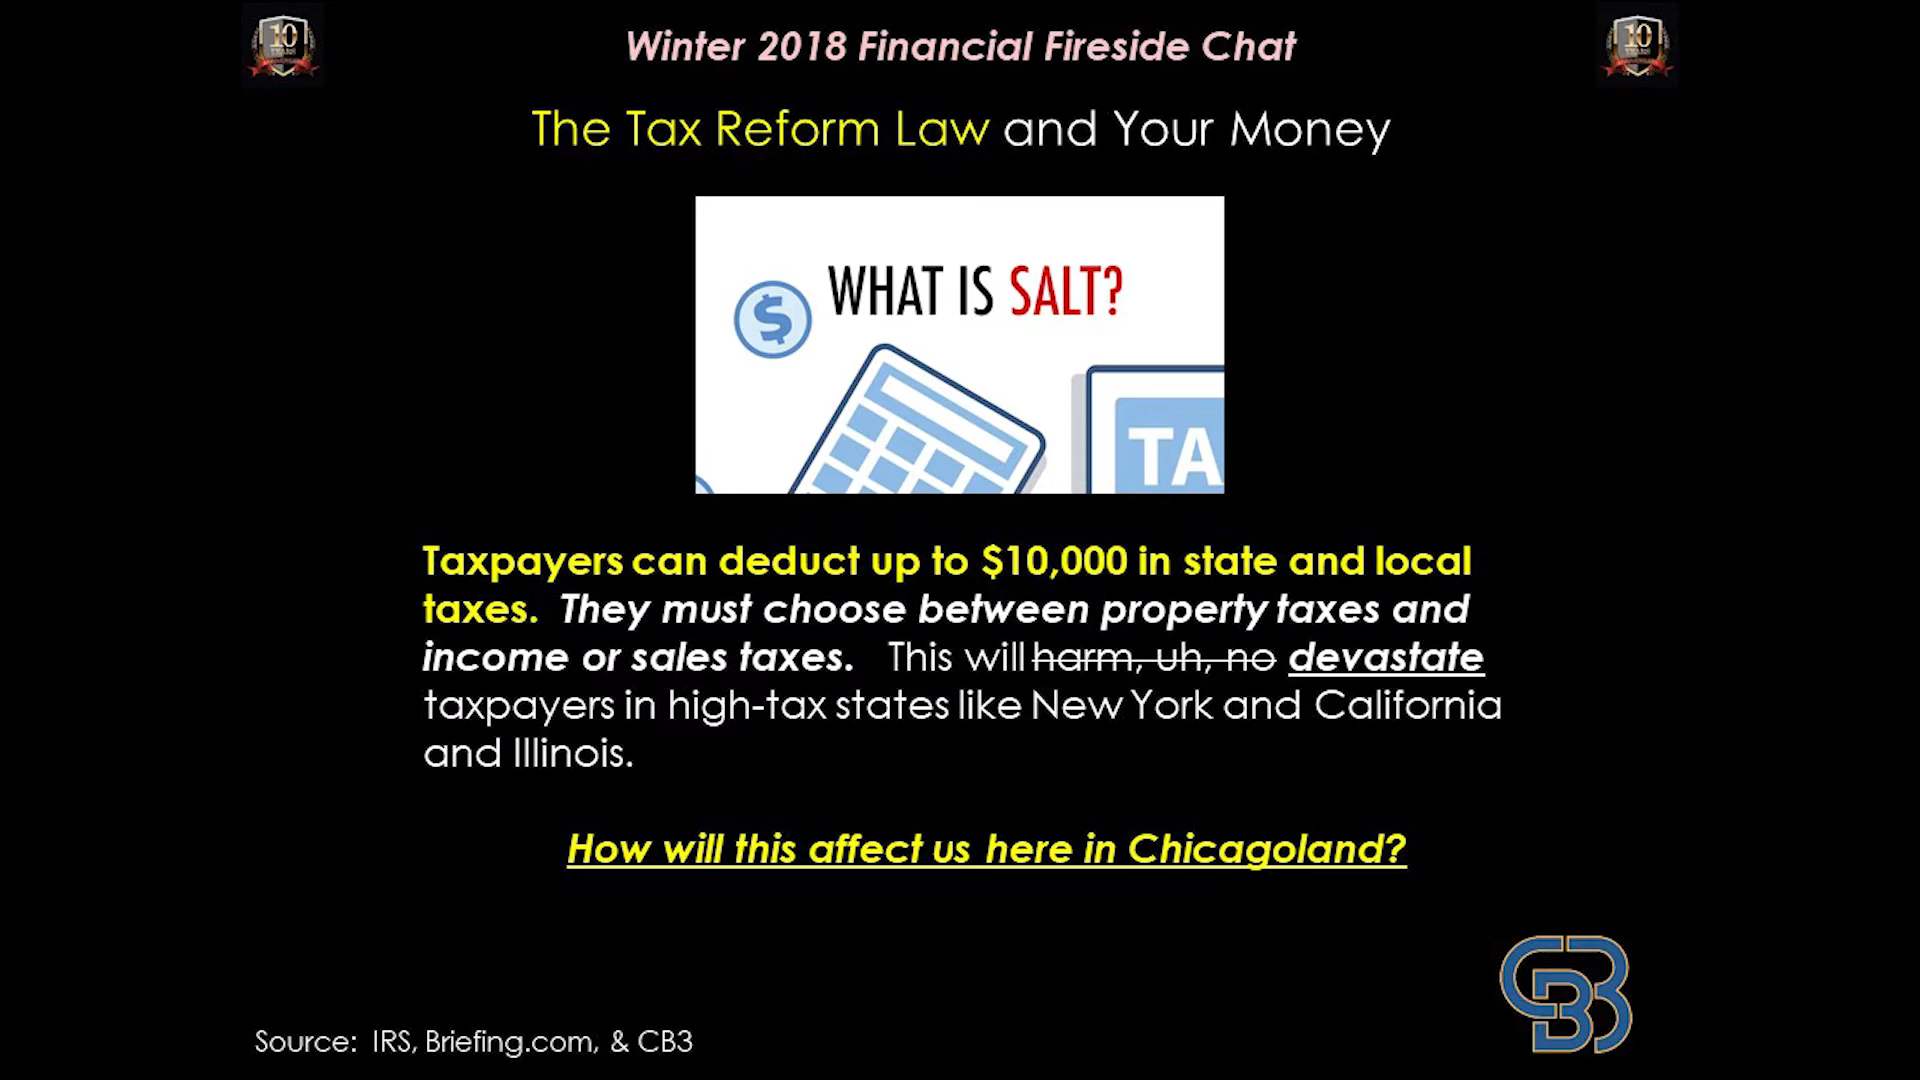 10
10
Winter 2018 Financial Fireside Chat
The Tax Reform Law and Your Money
WHAT IS SALT?
$
TA
Taxpayers can deduct up to $10,000 in state and local
taxes. They must choose between property taxes and
income or sales taxes. This will harm, uh, no devastate
taxpayers in high-tax states like New York and California
and Illinois.
How will this affect us here in Chicagoland?
CB3
Source: IRS, Briefing.com, & CB3